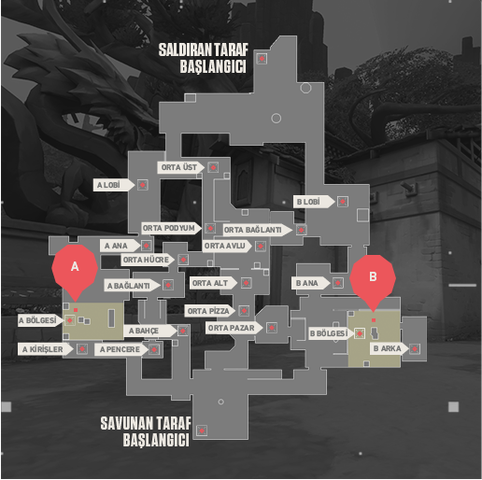 SALDIRAN TARAF
BAŞLANGICI
ORTA ÜST
A LOBİ
B LOBİ
ORTA PODYUM
ORTA BAĞLANTI
A ANA
ORTA AVLU
ORTA HÜCRE
A
B
A BAĞLANTI
ORTA ALT
B ANA
ORTA PİZZA
A BÖLGESİ
A BAHÇE
ORTA PAZAR
B BÖLGESİ
A KİRİŞLER
A PENCERE
B ARKA
SAVUNAN TARAF
BAŞLANGICI